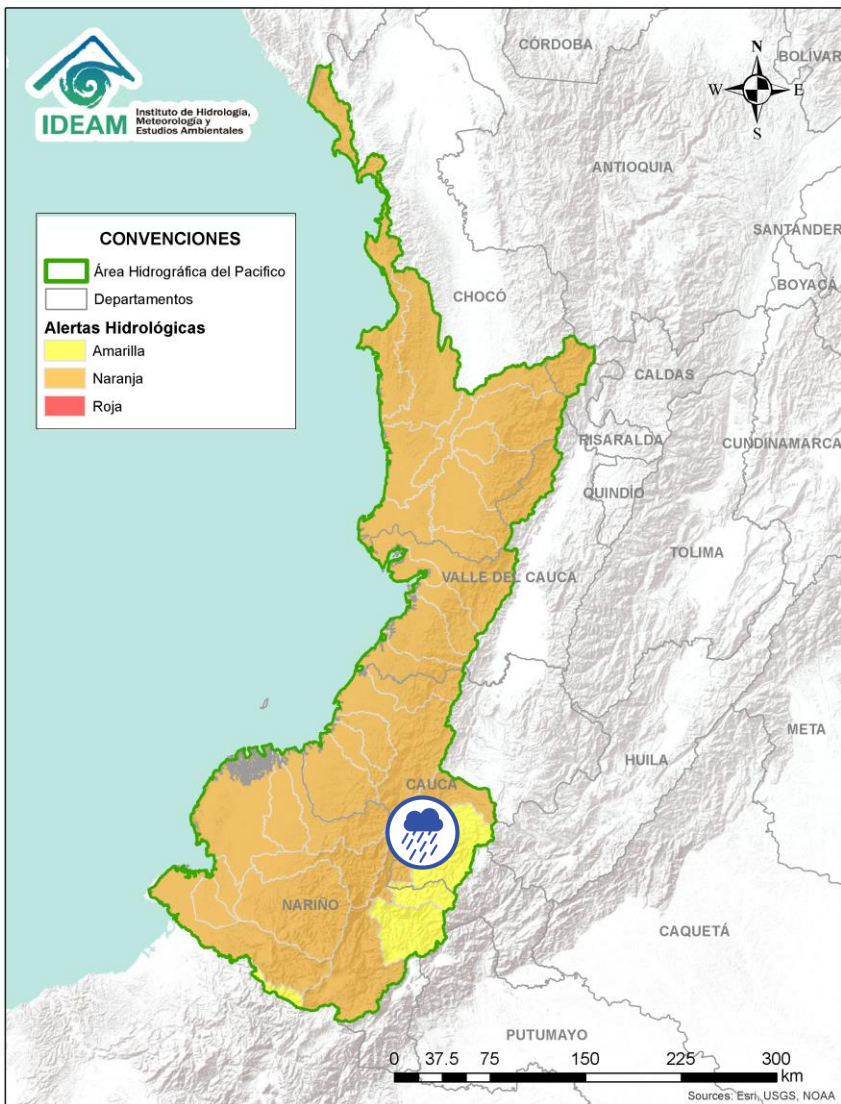 IDEAM
Instituto de Hidrología,
Meteorología y
Estudios Ambientales
CÓRDOBA
BOLÍVAR
N
W
E
S
ANTIOQUIA
SANTANDER
BOYACÁ
CONVENCIONES
Área Hidrográfica del Pacifico
Departamentos
Alertas Hidrológicas
Amarilla
Naranja
Roja
CHOCÓ
CALDAS
RISARALDA
CUNDINAMARCA
QUINDÍO
TOLIMA
VALLE DEL CAUCA
META
HUILA
CAUCA
NARIÑO
CAQUETÁ
PUTUMAYO
0 37.5 75 150 225 300
km
Sources: Esri, USGS, NOAA